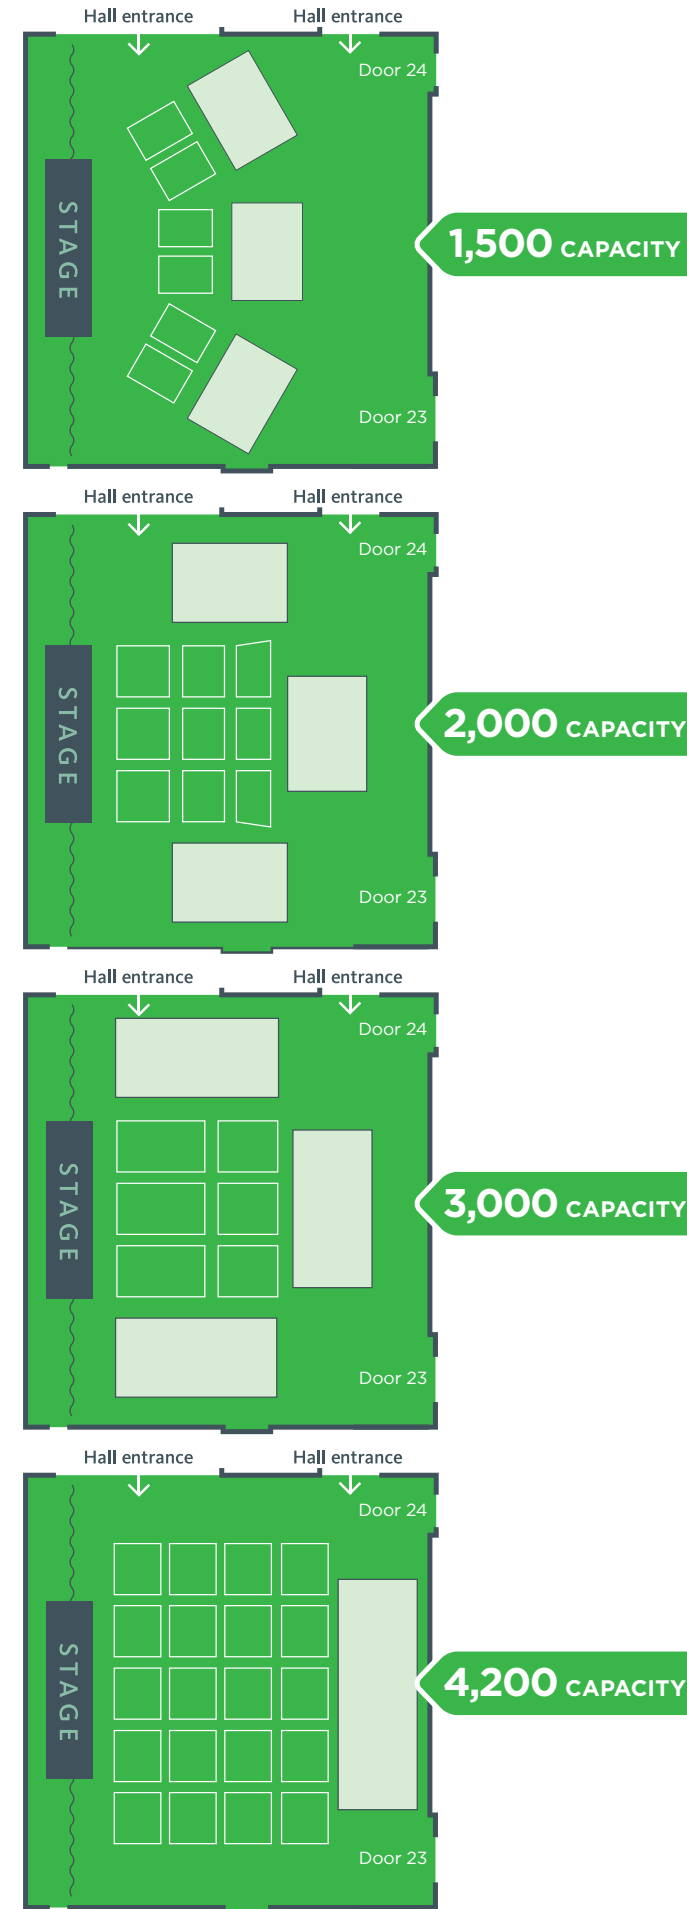 Hall entrance Hall entrance
Door 24
STAGE
1,500 CAPACITY
Door 23
Hall entrance Hall entrance
Door 24
STAGE
2,000 CAPACITY
Door 23
Hall entrance Hall entrance
Door 24
STAGE
3,000 CAPACITY
Door 23
Hall entrance Hall entrance
Door 24
STAGE
4,200 CAPACITY
Door 23